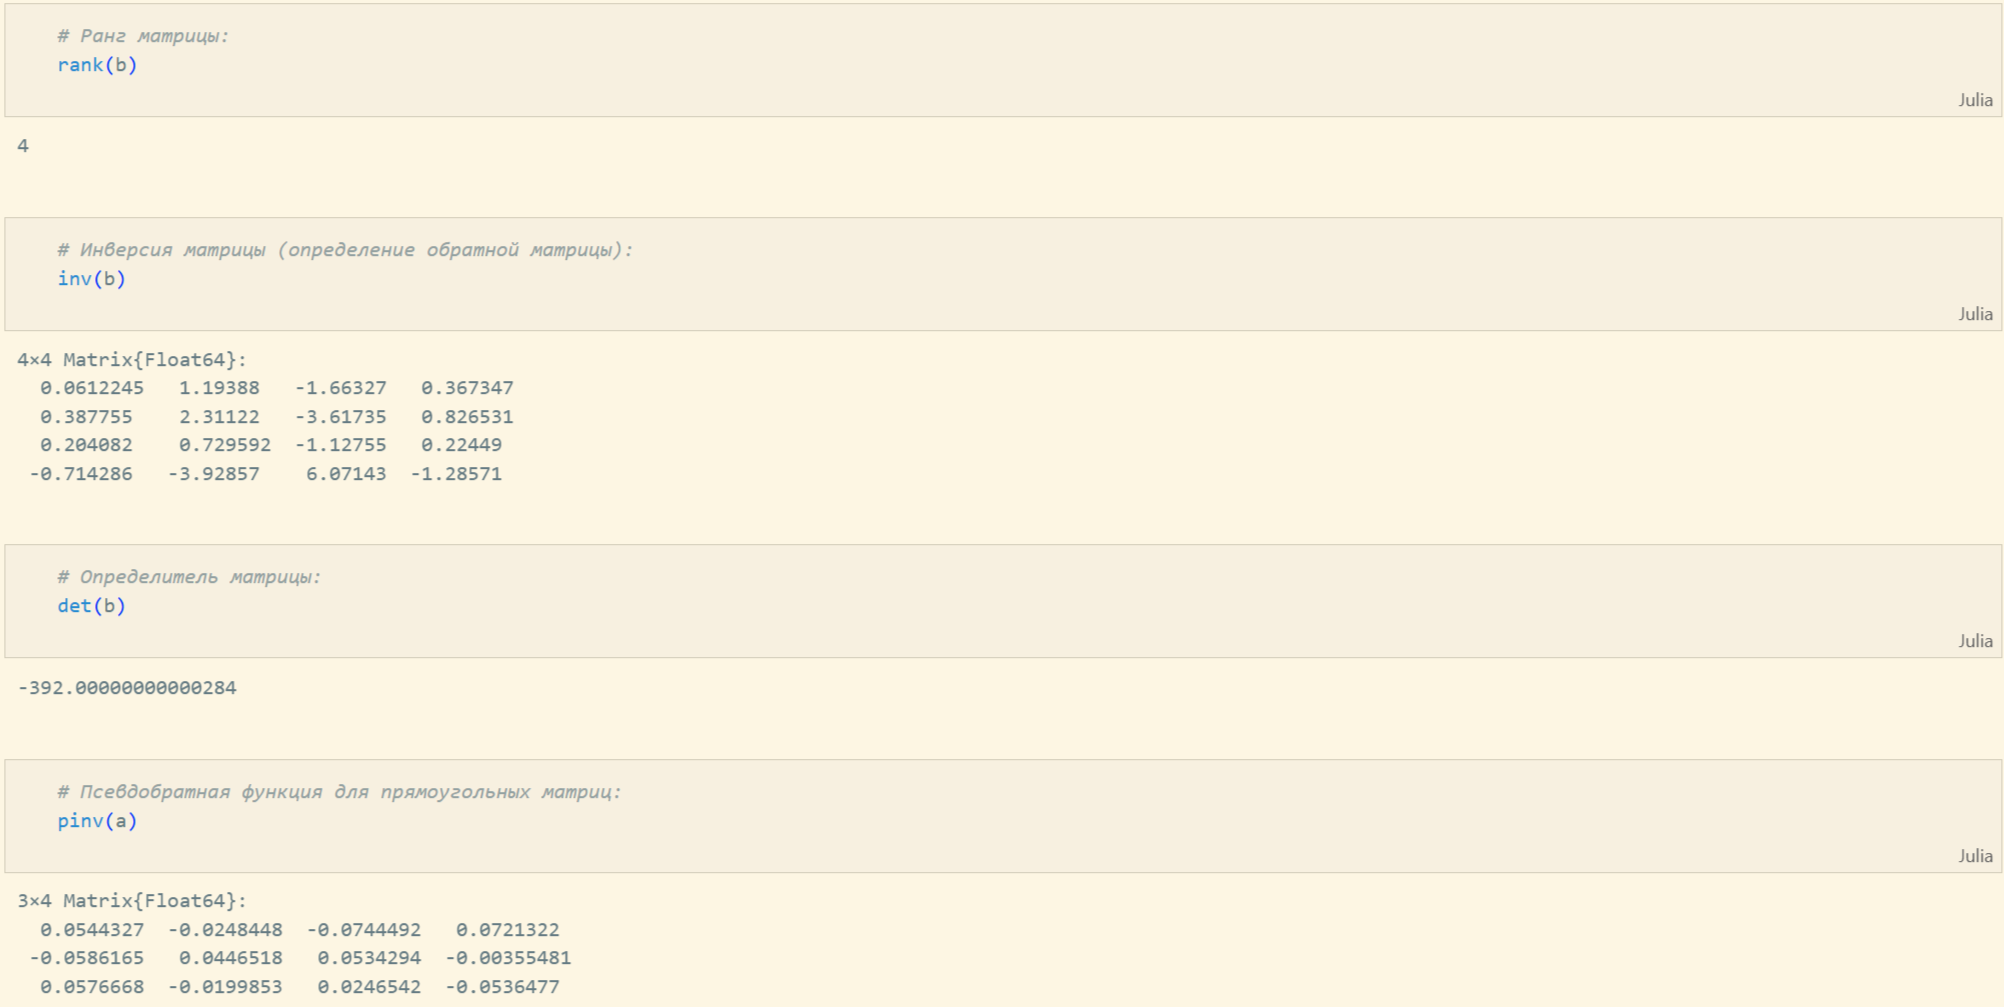 # Ранг матрицы:
rank(b)
Julia
4
# Инверсия матрицы (определение обратной матрицы):
inv(b)
Julia
4×4 Matrix{Float64}:
0.0612245 1.19388 -1.66327 0.367347
0.387755 2.31122 -3.61735 0.826531
0.204082 0.729592 -1.12755 0.22449
-0.714286 -3.92857 6.07143 -1.28571
# Определитель матрицы:
det(b)
Julia
-392.00000000000284
# Псевдобратная функция для прямоугольных матриц:
pinv(a)
Julia
3×4 Matrix{Float64}:
0.0544327 -0.0248448 -0.0744492 0.0721322
-0.0586165 0.0446518 0.0534294 -0.00355481
0.0576668 -0.0199853 0.0246542 -0.0536477